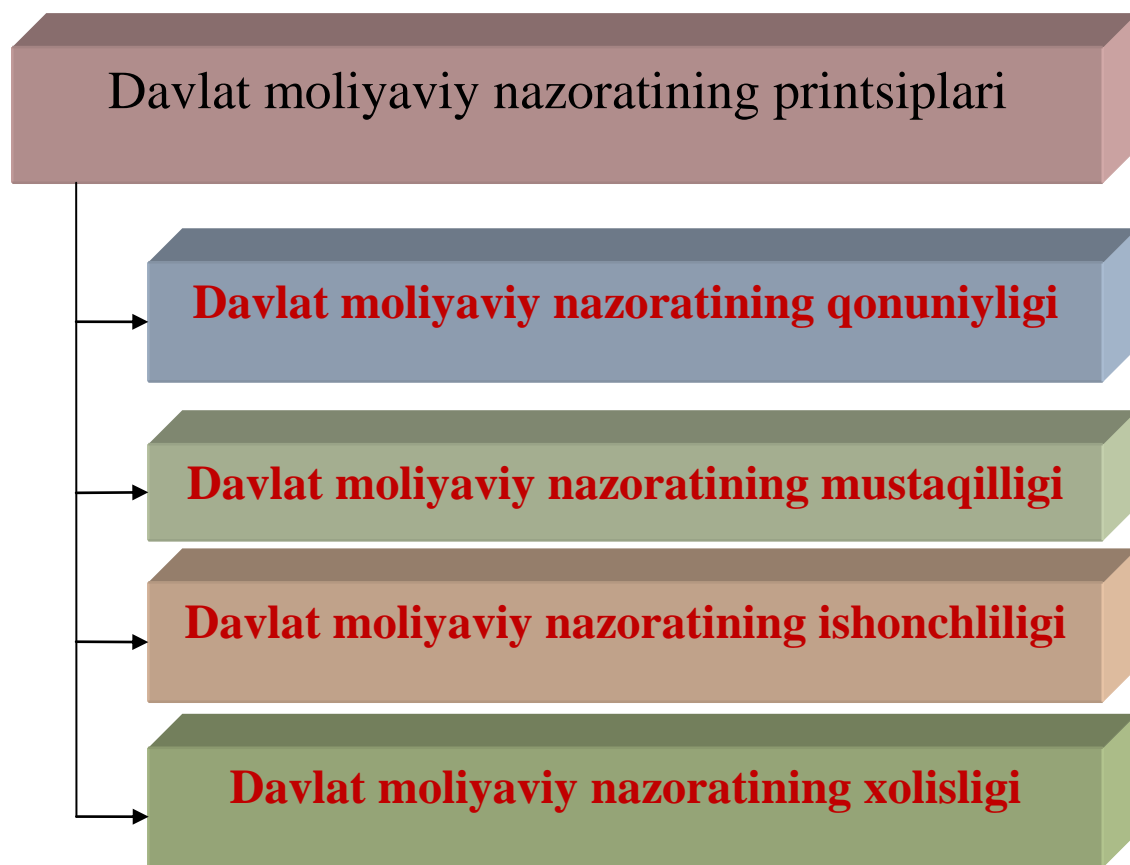 Davlat moliyaviy nazoratining printsiplari
Davlat moliyaviy nazoratining qonuniyligi
Davlat moliyaviy nazoratining mustaqilligi
Davlat moliyaviy nazoratining ishonchliligi
Davlat moliyaviy nazoratining xolisligi